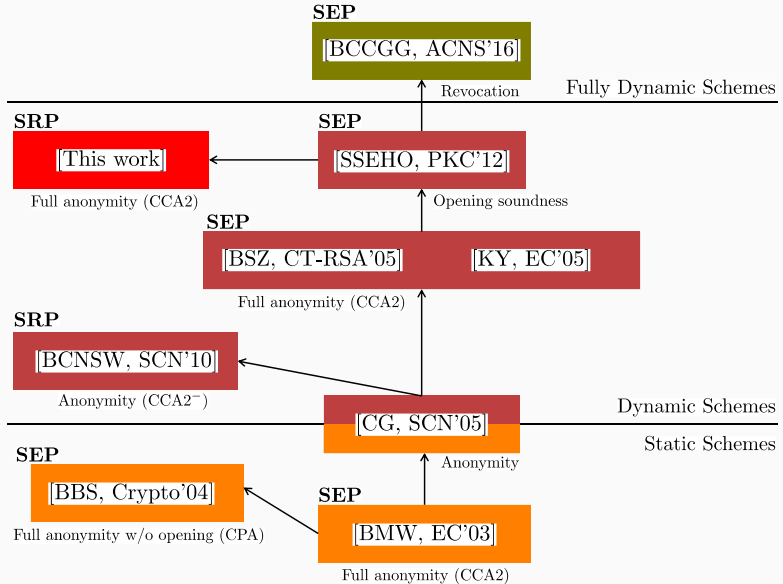 SEP
[BCCGG, ACNS'16]
Revocation
Fully Dynamic Schemes
SRP
SEP
[This work]
[SSEHO, PKC'12]
Full anonymity (CCA2)
Opening soundness
SEP
[BSZ, CT-RSA'05]
[KY, EC'05]
Full anonymity (CCA2)
SRP
[BCNSW, SCN'10]
Anonymity (CCA2⁻)
Dynamic Schemes
[CG, SCN'05]
Static Schemes
Anonymity
SEP
[BBS, Crypto'04]
Full anonymity w/o opening (CPA)
SEP
[BMW, EC'03]
Full anonymity (CCA2)